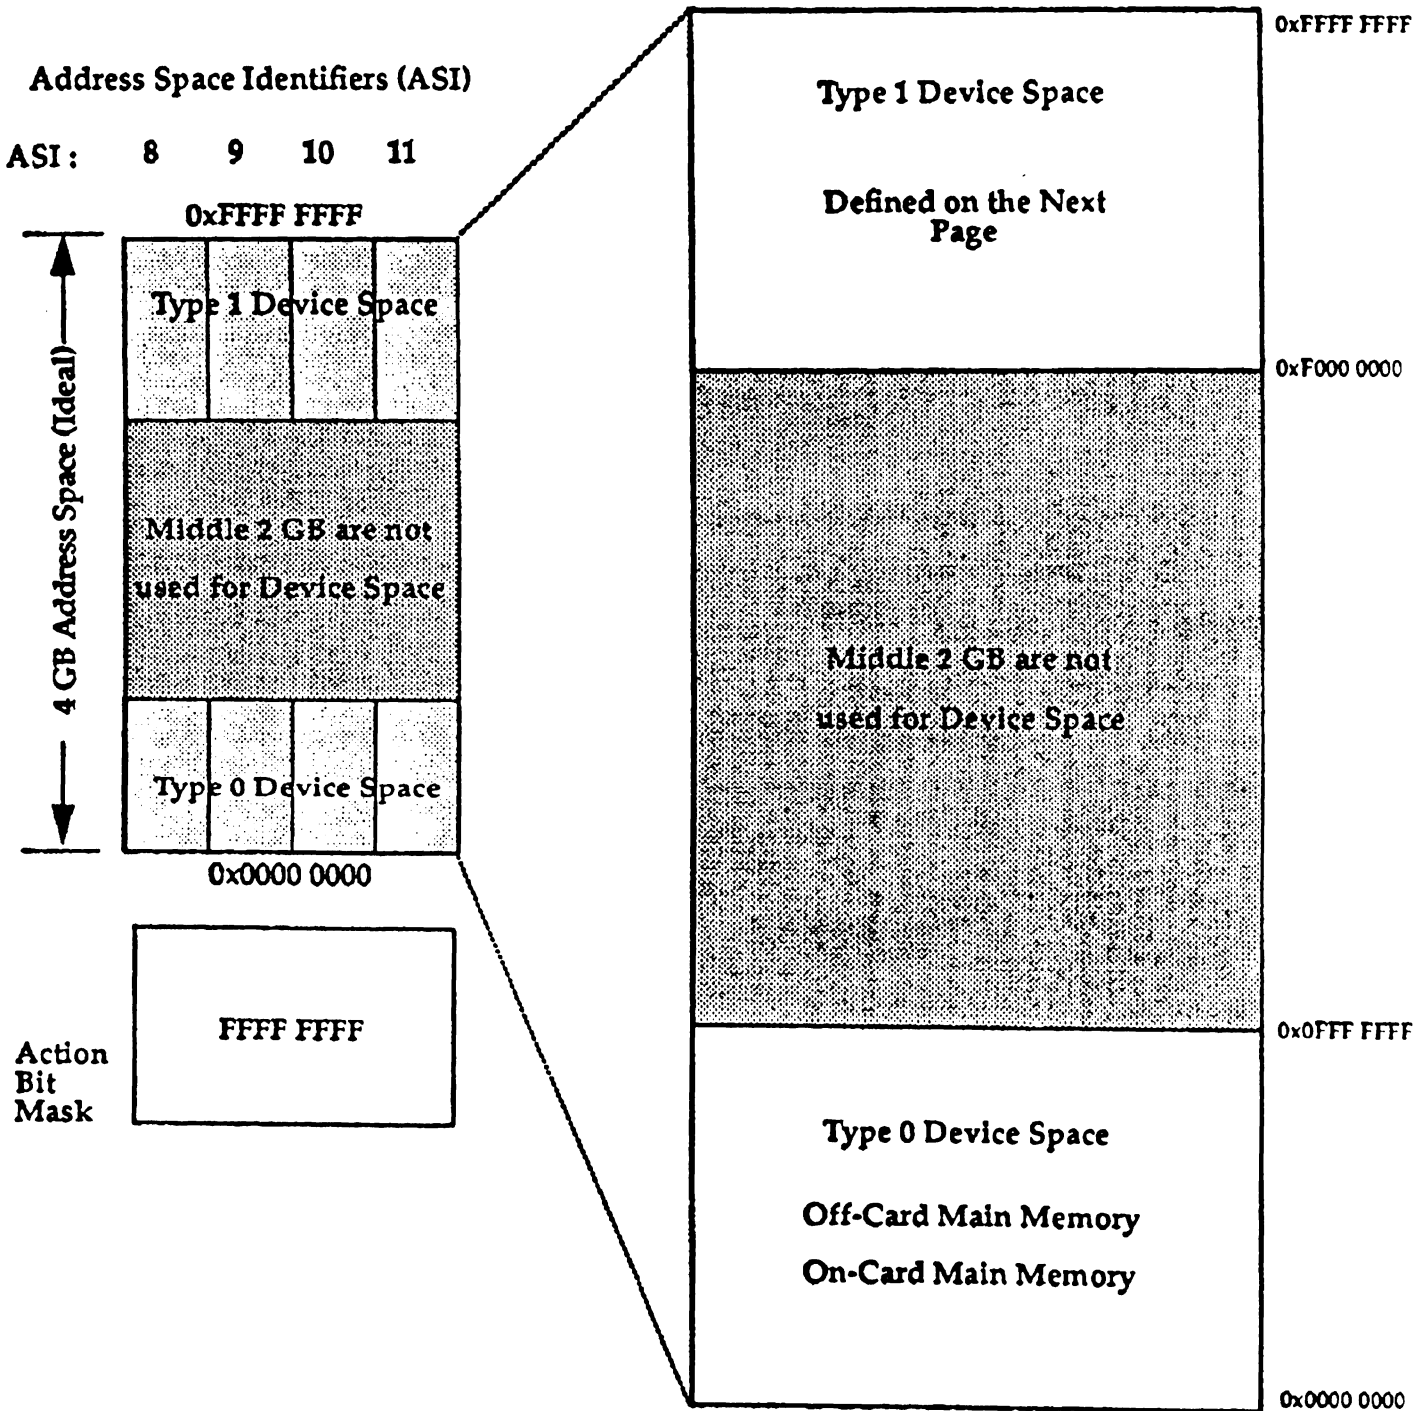 Address Space Identifiers (ASI)
ASI : 8 9 10 11
0xFFFF FFFF
Type 1 Device Space
Middle 2 GB are not
used for Device Space
Type 0 Device Space
0x0000 0000
4 GB Address Space (Ideal)
FFFF FFFF
Action
Bit
Mask
0xFFFF FFFF
Type 1 Device Space
Defined on the Next
Page
0xF000 0000
Middle 2 GB are not
used for Device Space
0x0FFF FFFF
Type 0 Device Space
Off-Card Main Memory
On-Card Main Memory
0x0000 0000